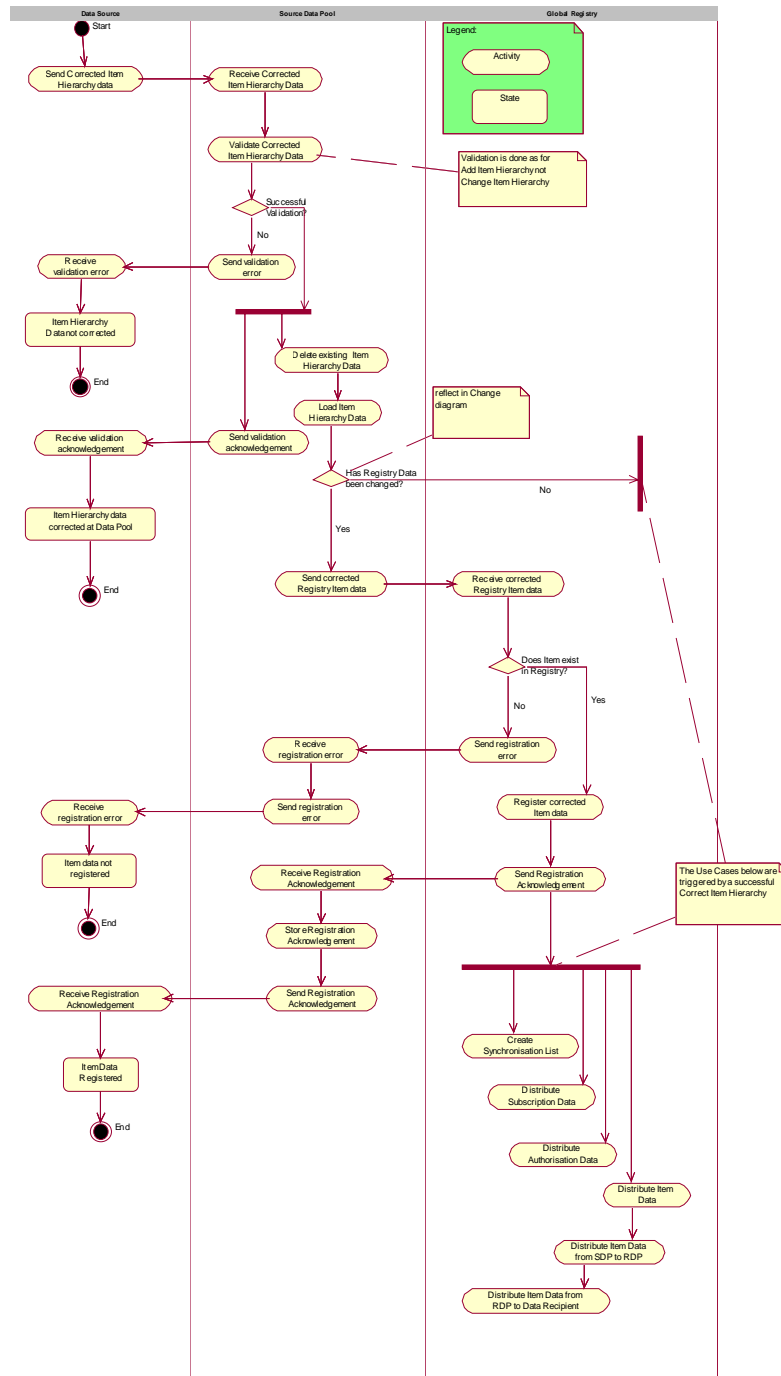 Data Source
Source Data Pool
Global Registry
Start
Legend:
Activity
State
Send Corrected Item
Hierarchy data
Receive Corrected
Item Hierarchy Data
Validate Corrected
Item Hierarchy Data
Validation is done as for
Add Item Hierarchy not
Change Item Hierarchy
Successful
Validation?
No
Receive
validation error
Send validation
error
Item Hierarchy
Data not corrected
End
Delete existing Item
Hierarchy Data
Load Item
Hierarchy Data
reflect in Change
diagram
Receive validation
acknowledgement
Send validation
acknowledgement
Has Registry Data
been changed?
No
Item Hierarchy data
corrected at Data Pool
Yes
End
Send corrected
Registry Item data
Receive corrected
Registry Item data
Does Item exist
in Registry?
No
Yes
Receive
registration error
Send registration
error
Receive
registration error
Send registration
error
Register corrected
Item data
Item data not
registered
End
Receive Registration
Acknowledgement
Send Registration
Acknowledgement
The Use Cases below are
triggered by a successful
Correct Item Hierarchy
Store Registration
Acknowledgement
Receive Registration
Acknowledgement
Send Registration
Acknowledgement
Item Data
Registered
End
Create
Synchronisation List
Distribute
Subscription Data
Distribute
Authorisation Data
Distribute Item
Data
Distribute Item Data
from SDP to RDP
Distribute Item Data from
RDP to Data Recipient